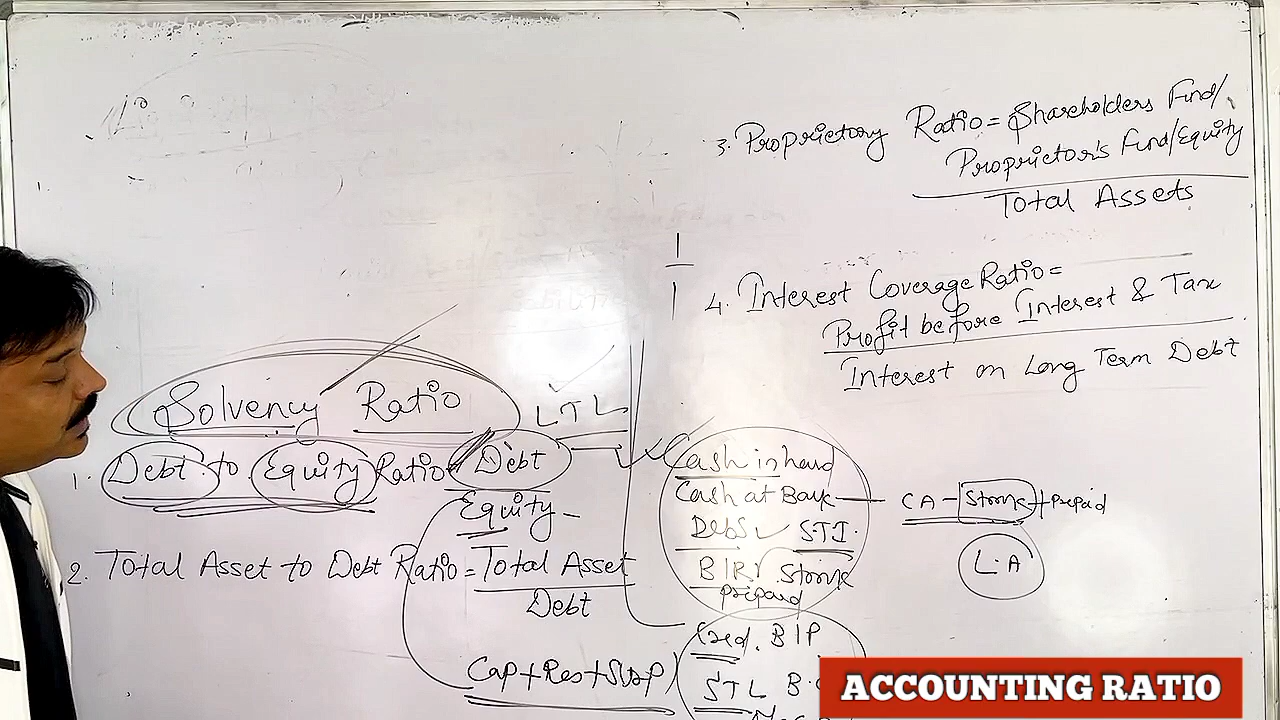 3. Proprietory Ratio = Shareholders Fund/
Proprietor's Fund/Equity
Total Assets
4. Interest Coverage Ratio =
Profit before Interest & Tax
Interest on Long Term Debt
Solvency Ratio
LTL
1. Debt to Equity Ratio = Debt
Equity
2. Total Asset to Debt Ratio = Total Asset
Debt
Cap + Res + Surp)
Cash in hand
Cash at Bank
STI.
B/R Stock
prepaid
CA - Stock + Prepaid
L.A
Cred. B/P
STL
ACCOUNTING RATIO